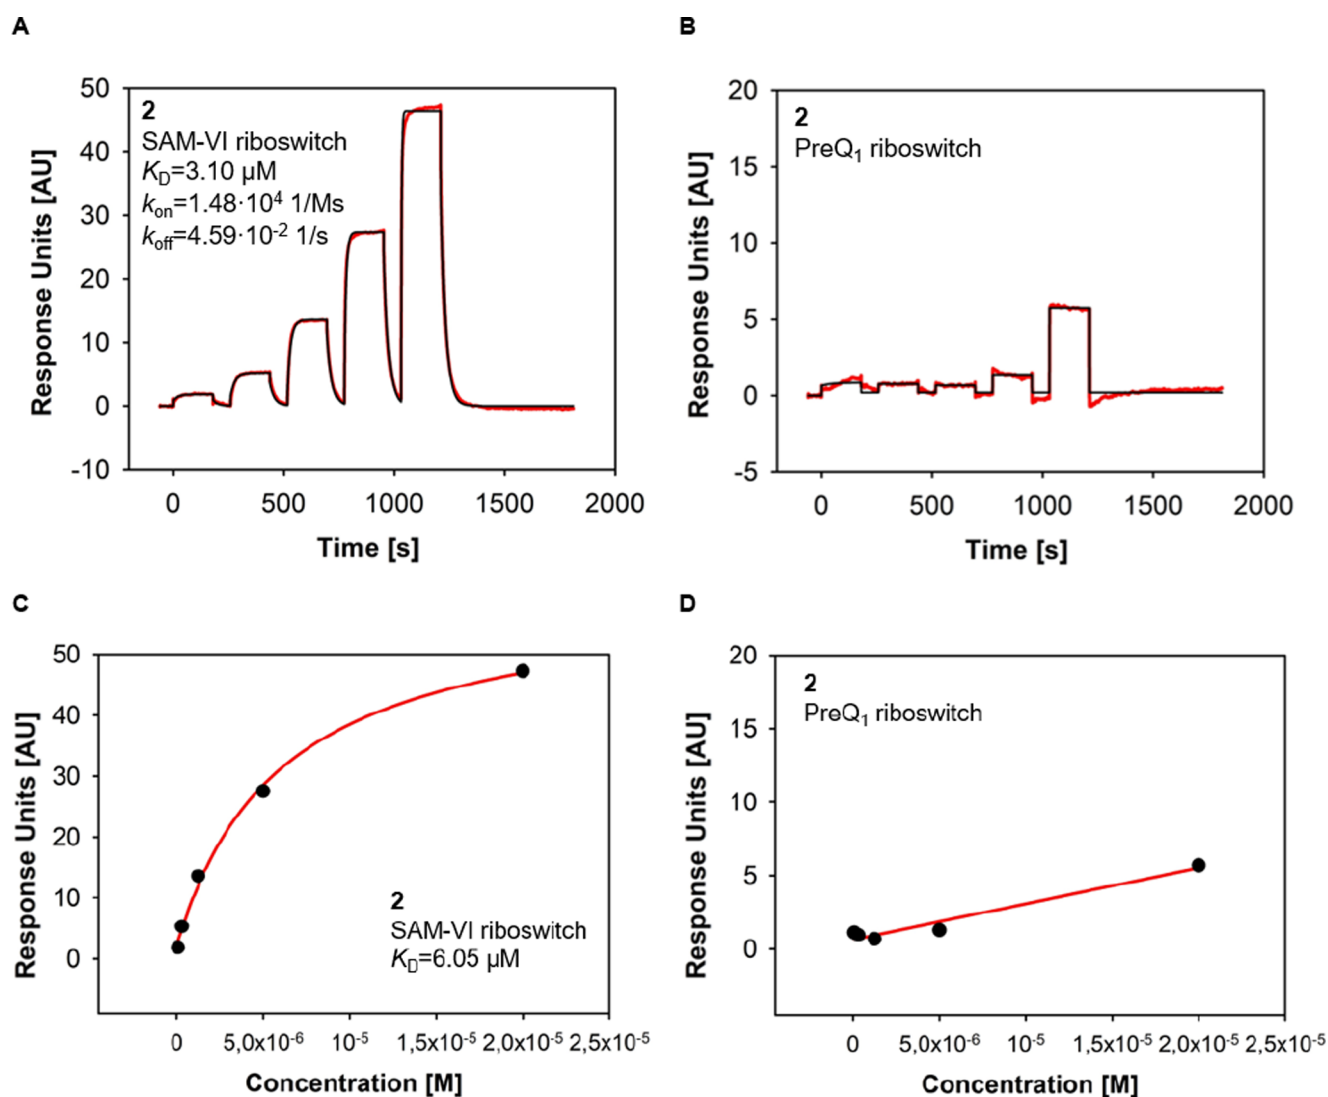 A
50
40
30
20
10
0
-10
Response Units [AU]
2
SAM-VI riboswitch
K_D=3.10 µM
k_on=1.48·10⁴ 1/Ms
k_off=4.59·10⁻² 1/s
0 500 1000 1500 2000
Time [s]
B
20
15
10
5
0
-5
Response Units [AU]
2
PreQ₁ riboswitch
0 500 1000 1500 2000
Time [s]
C
50
40
30
20
10
0
Response Units [AU]
2
SAM-VI riboswitch
K_D=6.05 µM
0 5,0x10⁻⁶ 10⁻⁵ 1,5x10⁻⁵ 2,0x10⁻⁵ 2,5x10⁻⁵
Concentration [M]
D
20
15
10
5
0
Response Units [AU]
2
PreQ₁ riboswitch
0 5,0x10⁻⁶ 10⁻⁵ 1,5x10⁻⁵ 2,0x10⁻⁵ 2,5x10⁻⁵
Concentration [M]